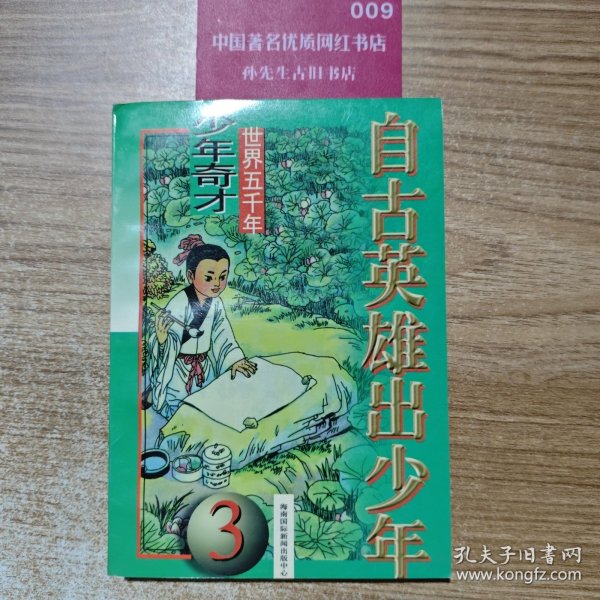 009
中国著名优质网红书店
孙先生古旧书店
自古英雄出少年
世界五千年
少年奇才
3
海南国际新闻出版中心
孔夫子旧书网
www.kongfz.com